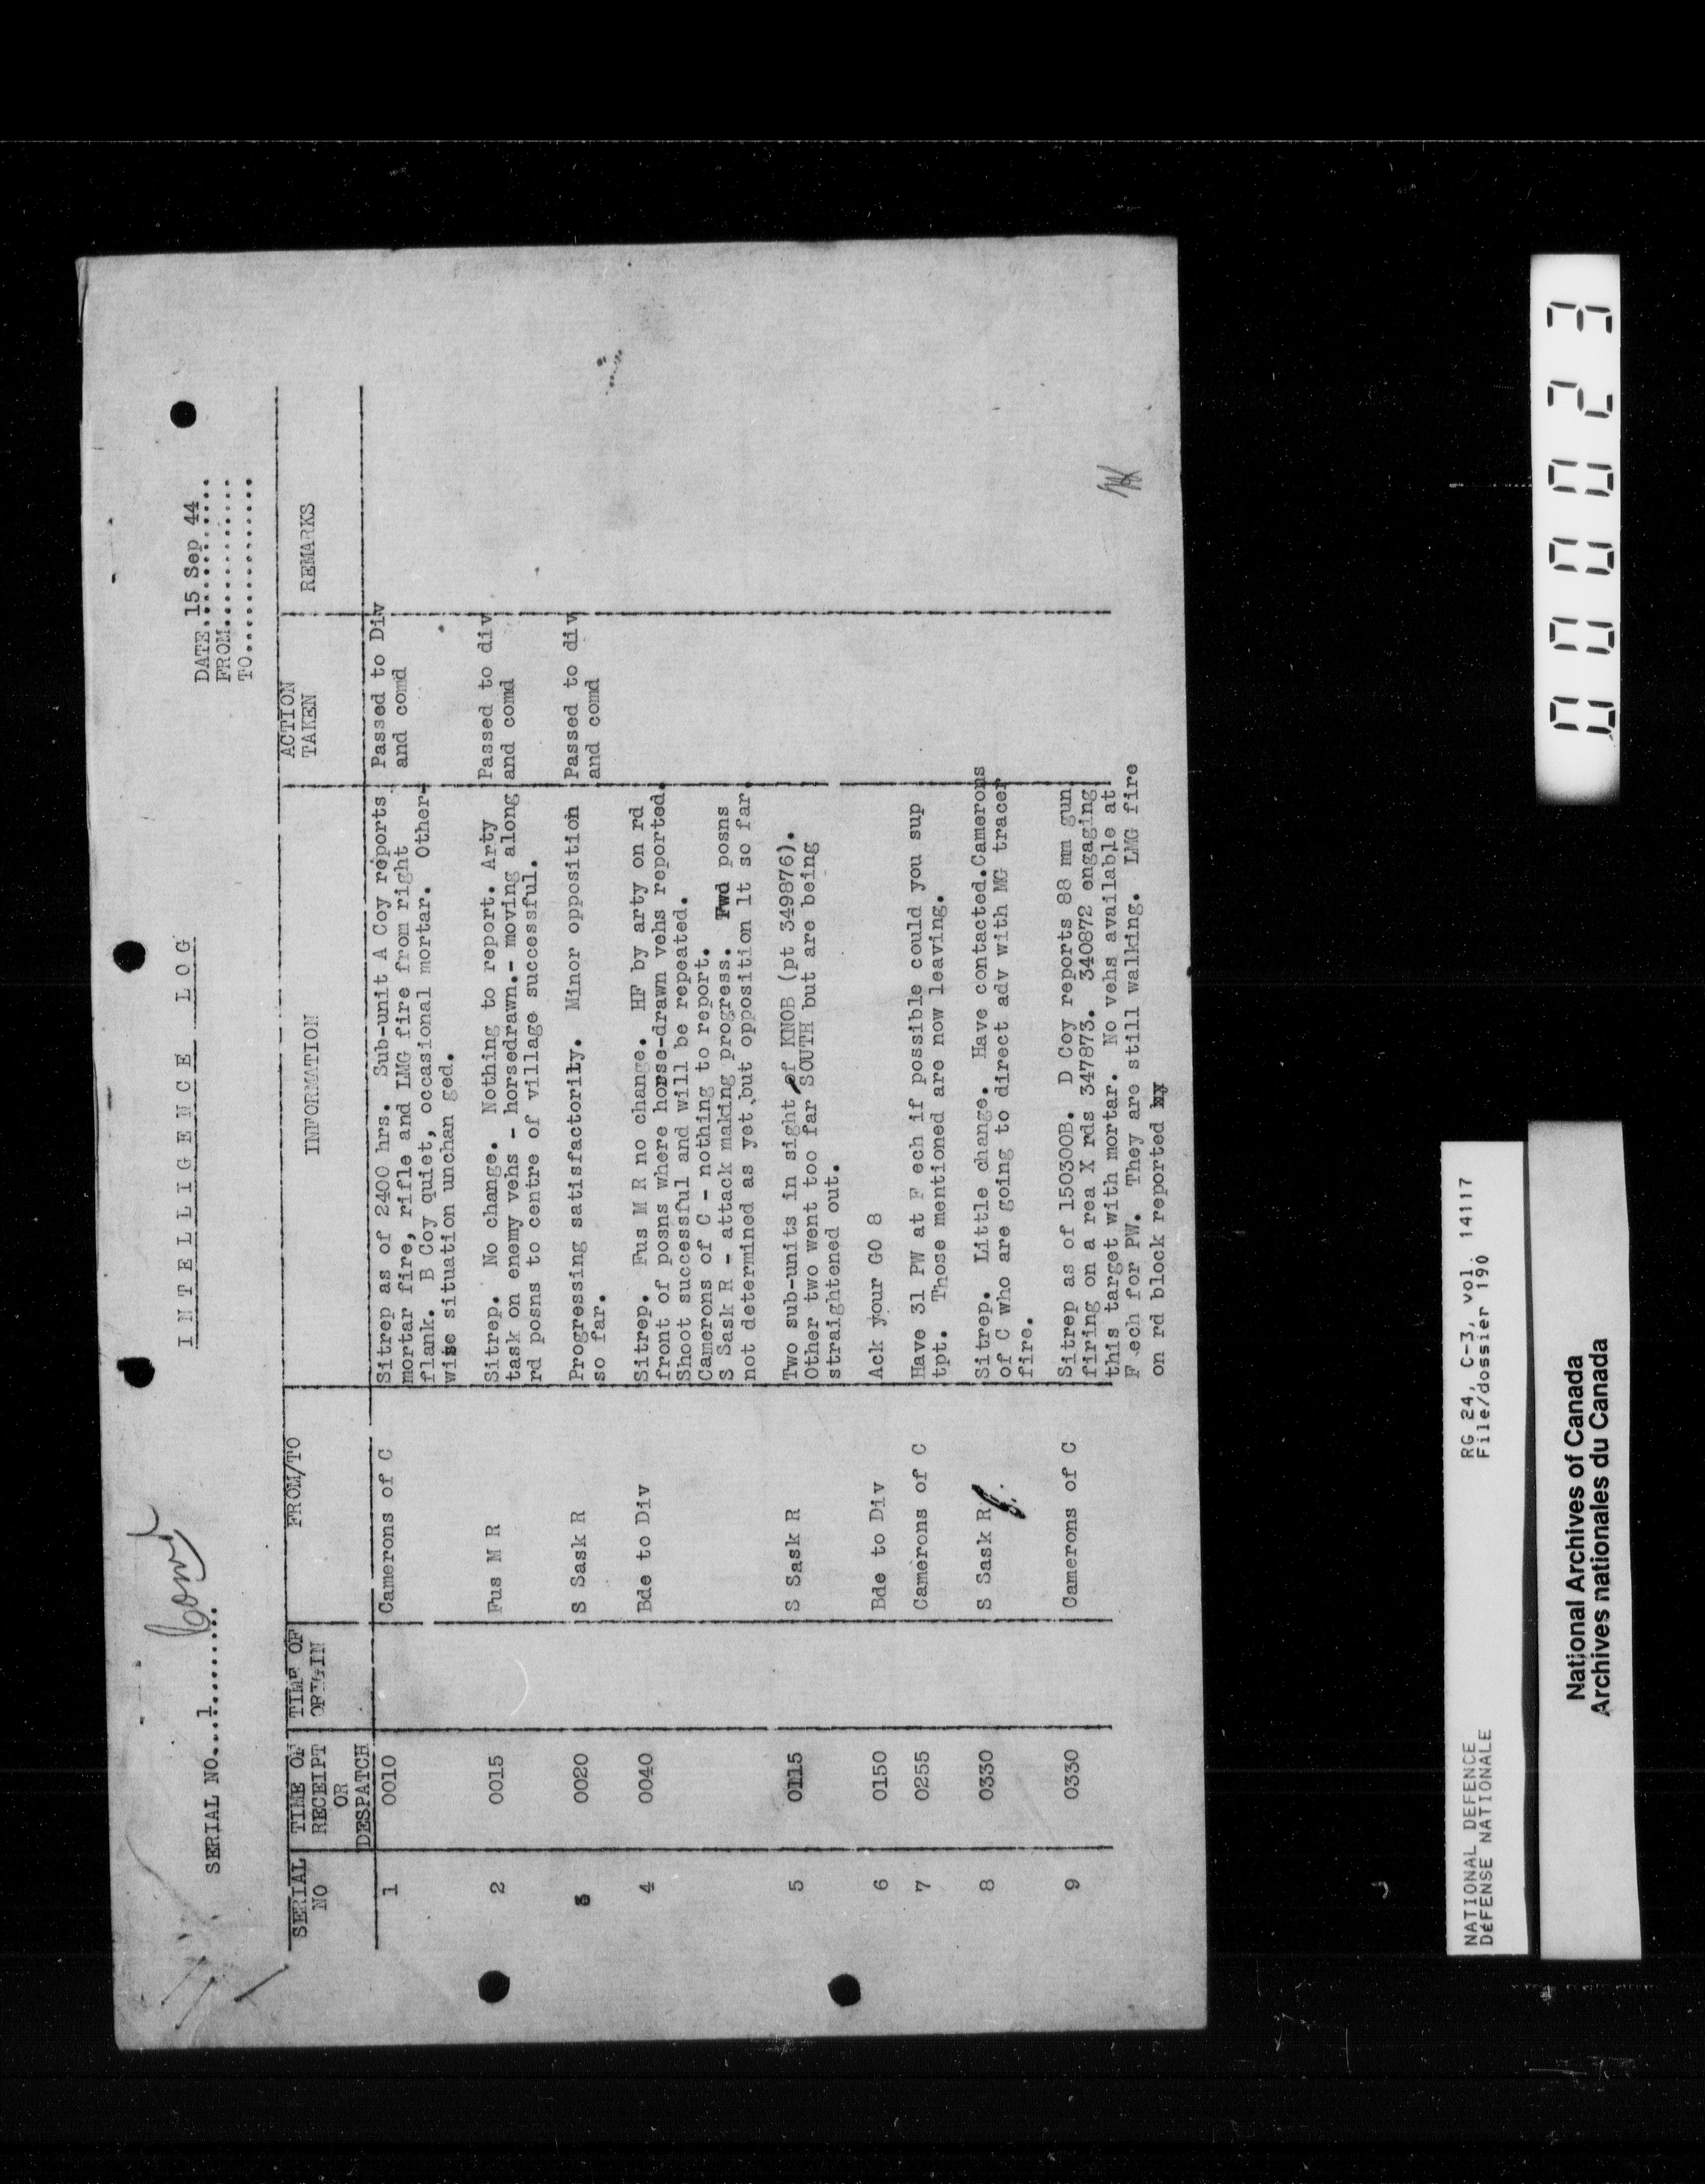 INTELLIGENCE LOG
SERIAL NO...1.......
DATE..15 Sep 44..
FROM............
TO...............
SERIAL NO | TIME OF RECEIPT OR DESPATCH | TIME OF ORIGIN | FROM/TO | INFORMATION | ACTION TAKEN | REMARKS
1 0010 Camerons of C Sitrep as of 2400 hrs. Sub-unit A Coy reports Passed to Div
mortar fire, rifle and LMG fire from right and comd
flank. B Coy quiet, occasional mortar. Other-
wise situation unchan ged.
2 0015 Fus M R Sitrep. No change. Nothing to report. Arty Passed to div
task on enemy vehs - horsedrawn.- moving along and comd
rd posns to centre of village successful.
3 0020 S Sask R Progressing satisfactority. Minor opposition Passed to div
so far. and comd
4 0040 Bde to Div Sitrep. Fus M R no change. HF by arty on rd
front of posns where horse-drawn vehs reported.
Shoot successful and will be repeated.
Camerons of C - nothing to report.
S Sask R - attack making progress. Fwd posns
not determined as yet but opposition lt so far.
5 0115 S Sask R Two sub-units in sight of KNOB (pt 349876).
Other two went too far SOUTH but are being
straightened out.
6 0150 Bde to Div Ack your GO 8
7 0255 Camerons of C Have 31 PW at F ech if possible could you sup
tpt. Those mentioned are now leaving.
8 0330 S Sask R Sitrep. Little change. Have contacted.Camerons
of C who are going to direct adv with MG tracer
fire.
9 0330 Camerons of C Sitrep as of 150300B. D Coy reports 88 mm gun
firing on a rea X rds 347873. 340872 engaging
this target with mortar. No vehs available at
F ech for PW. They are still walking. LMG fire
on rd block reported
000023
NATIONAL DEFENCE RG 24, C-3, vol. 14117
DÉFENSE NATIONALE File/dossier 190
National Archives of Canada
Archives nationales du Canada